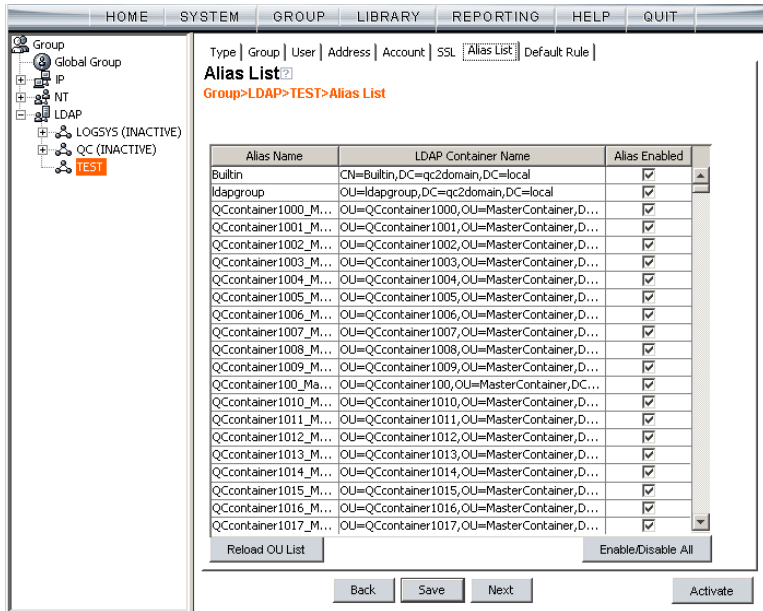 HOME SYSTEM GROUP LIBRARY REPORTING HELP QUIT
Group
Global Group
IP
NT
LDAP
LOGSYS (INACTIVE)
QC (INACTIVE)
TEST
Type | Group | User | Address | Account | SSL | Alias List | Default Rule |
Alias List
Group>LDAP>TEST>Alias List
Alias Name LDAP Container Name Alias Enabled
Builtin CN=Builtin,DC=qc2domain,DC=local
ldapgroup OU=ldapgroup,DC=qc2domain,DC=local
QCcontainer1000_M... OU=QCcontainer1000,OU=MasterContainer,D...
QCcontainer1001_M... OU=QCcontainer1001,OU=MasterContainer,D...
QCcontainer1002_M... OU=QCcontainer1002,OU=MasterContainer,D...
QCcontainer1003_M... OU=QCcontainer1003,OU=MasterContainer,D...
QCcontainer1004_M... OU=QCcontainer1004,OU=MasterContainer,D...
QCcontainer1005_M... OU=QCcontainer1005,OU=MasterContainer,D...
QCcontainer1006_M... OU=QCcontainer1006,OU=MasterContainer,D...
QCcontainer1007_M... OU=QCcontainer1007,OU=MasterContainer,D...
QCcontainer1008_M... OU=QCcontainer1008,OU=MasterContainer,D...
QCcontainer1009_M... OU=QCcontainer1009,OU=MasterContainer,D...
QCcontainer100_Ma... OU=QCcontainer100,OU=MasterContainer,DC...
QCcontainer1010_M... OU=QCcontainer1010,OU=MasterContainer,D...
QCcontainer1011_M... OU=QCcontainer1011,OU=MasterContainer,D...
QCcontainer1012_M... OU=QCcontainer1012,OU=MasterContainer,D...
QCcontainer1013_M... OU=QCcontainer1013,OU=MasterContainer,D...
QCcontainer1014_M... OU=QCcontainer1014,OU=MasterContainer,D...
QCcontainer1015_M... OU=QCcontainer1015,OU=MasterContainer,D...
QCcontainer1016_M... OU=QCcontainer1016,OU=MasterContainer,D...
QCcontainer1017_M... OU=QCcontainer1017,OU=MasterContainer,D...
Reload OU List Enable/Disable All
Back Save Next Activate